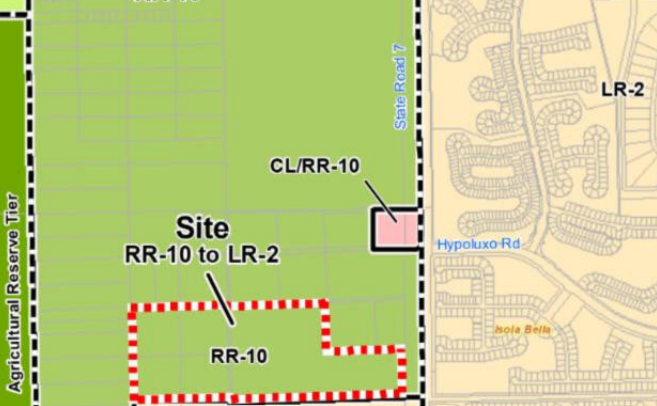 State Road 7
LR-2
CL/RR-10
Agricultural Reserve Tier
Site
RR-10 to LR-2
Hypoluxo Rd
Isola Bella
RR-10